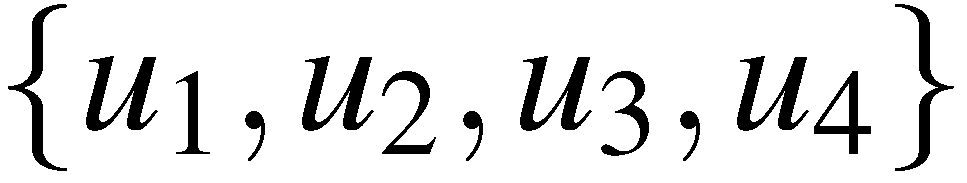 {u₁, u₂, u₃, u₄}